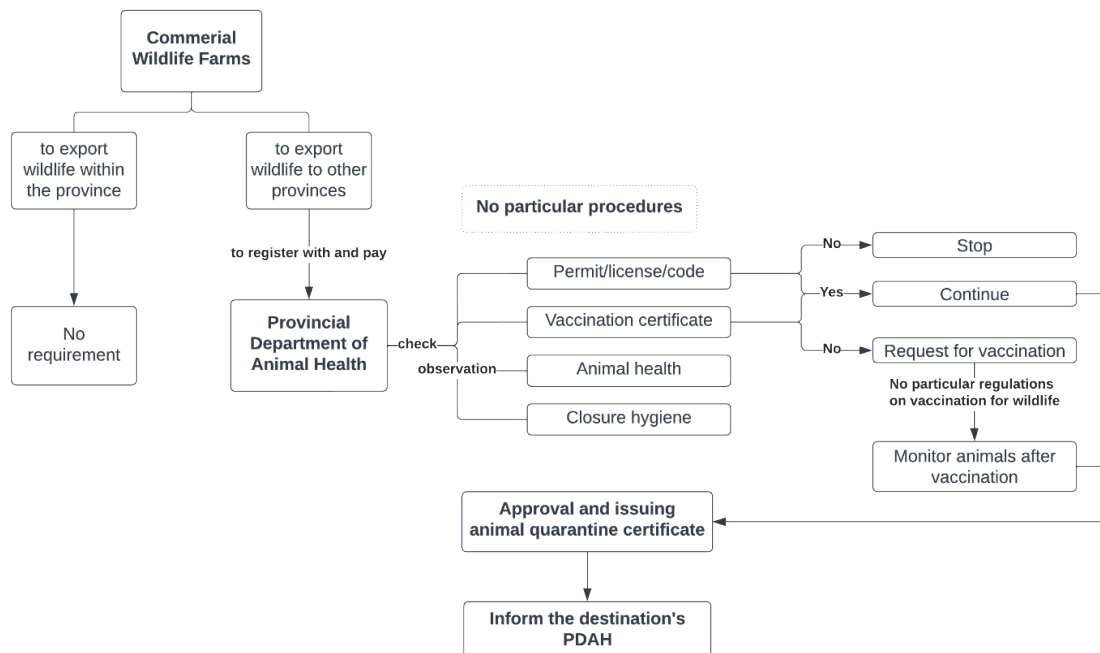 Commerial
Wildlife Farms
to export
wildlife within
the province
to export
wildlife to other
provinces
No
requirement
to register with and pay
Provincial
Department of
Animal Health
check
observation
No particular procedures
Permit/license/code
Vaccination certificate
Animal health
Closure hygiene
No
Stop
Yes
Continue
No
Request for vaccination
No particular regulations
on vaccination for wildlife
Monitor animals after
vaccination
Approval and issuing
animal quarantine certificate
Inform the destination's
PDAH